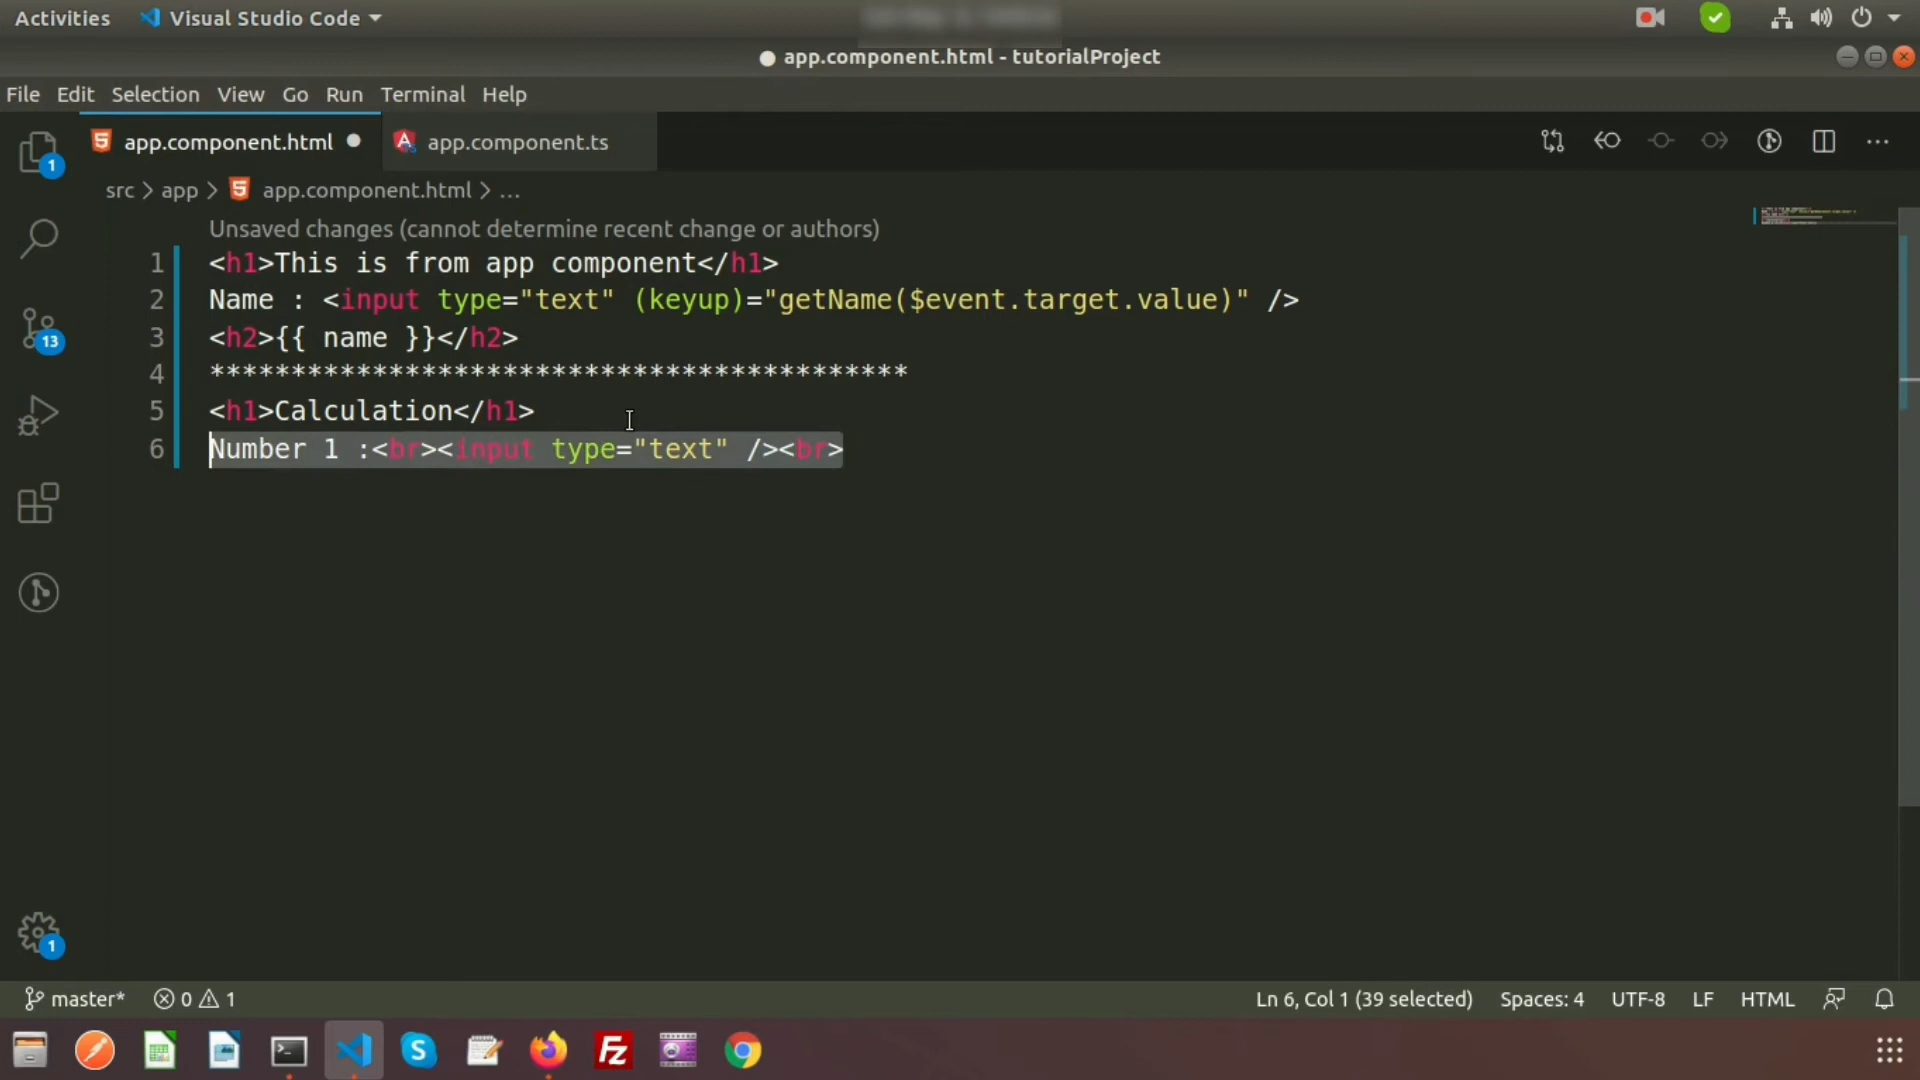 Activities Visual Studio Code
app.component.html - tutorialProject
File Edit Selection View Go Run Terminal Help
app.component.html app.component.ts
src > app > app.component.html > ...
Unsaved changes (cannot determine recent change or authors)
1 <h1>This is from app component</h1>
2 Name : <input type="text" (keyup)="getName($event.target.value)" />
3 <h2>{{ name }}</h2>
4 *******************************************
5 <h1>Calculation</h1>
6 Number 1 :<br><input type="text" /><br>
1
13
1
master* 0 1 Ln 6, Col 1 (39 selected) Spaces: 4 UTF-8 LF HTML
S Fz